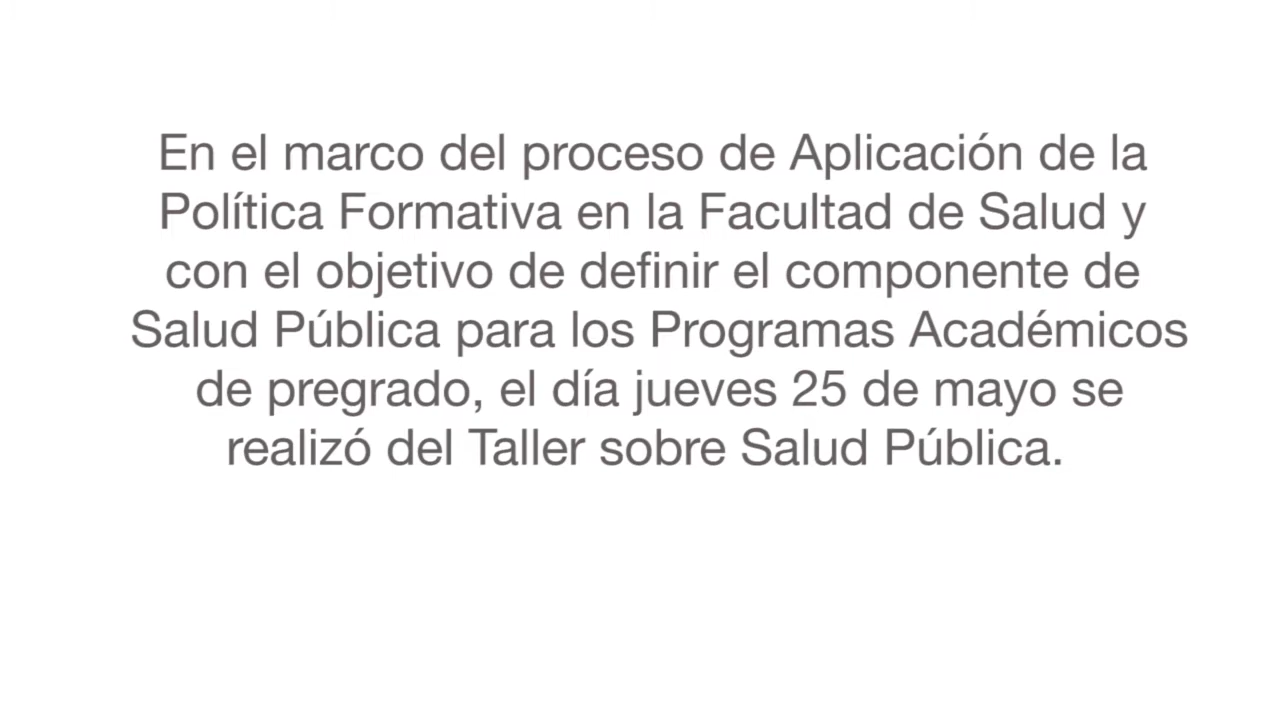 En el marco del proceso de Aplicación de la
Política Formativa en la Facultad de Salud y
con el objetivo de definir el componente de
Salud Pública para los Programas Académicos
de pregrado, el día jueves 25 de mayo se
realizó del Taller sobre Salud Pública.